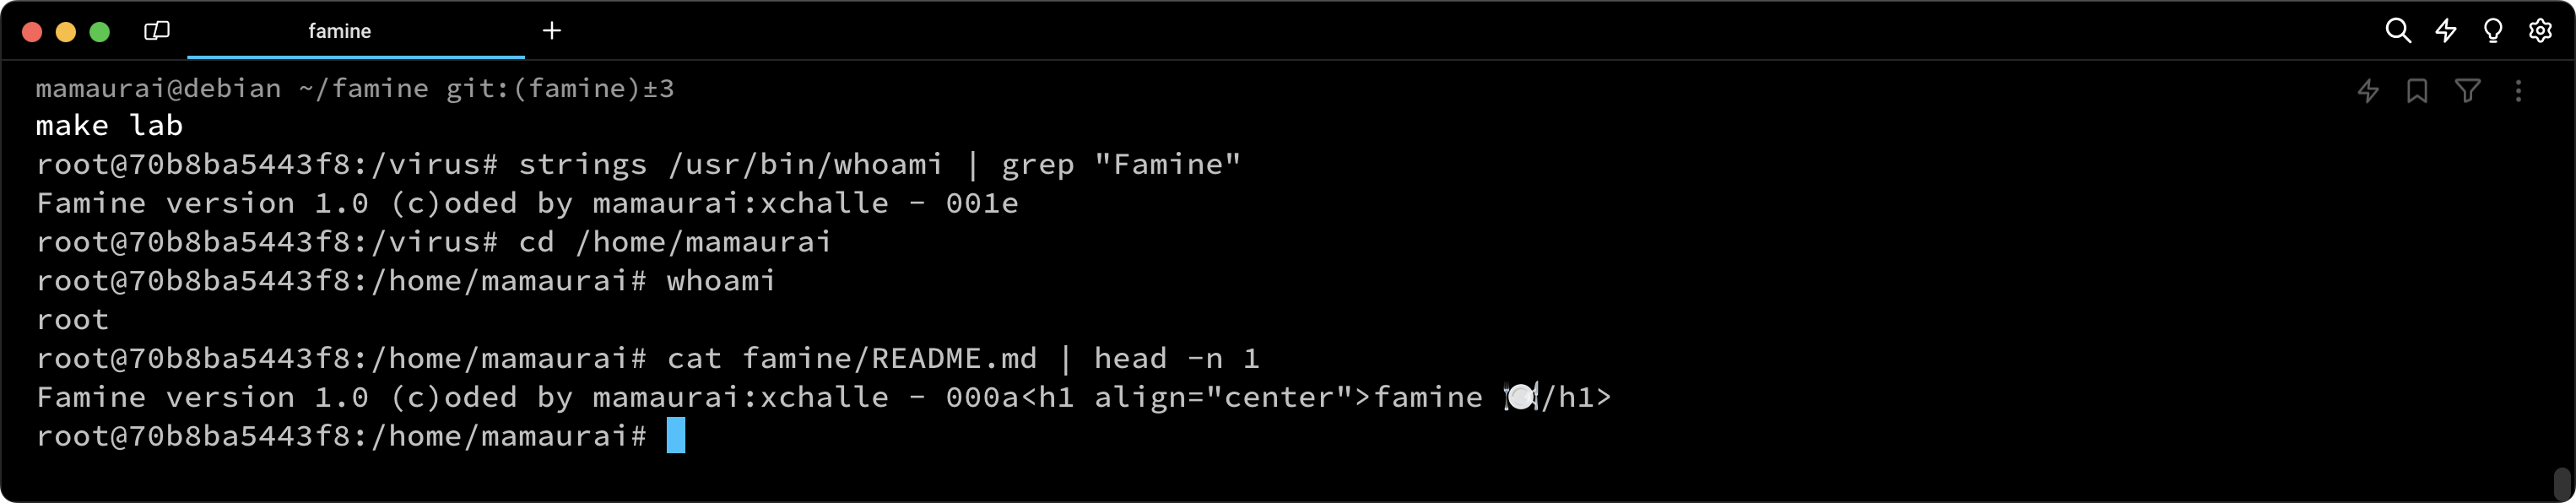 famine
mamaurai@debian ~/famine git:(famine)±3
make lab
root@70b8ba5443f8:/virus# strings /usr/bin/whoami | grep "Famine"
Famine version 1.0 (c)oded by mamaurai:xchalle - 001e
root@70b8ba5443f8:/virus# cd /home/mamaurai
root@70b8ba5443f8:/home/mamaurai# whoami
root
root@70b8ba5443f8:/home/mamaurai# cat famine/README.md | head -n 1
Famine version 1.0 (c)oded by mamaurai:xchalle - 000a<h1 align="center">famine 🍽️/h1>
root@70b8ba5443f8:/home/mamaurai#